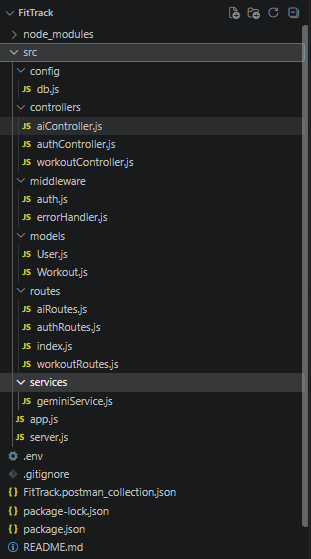 FitTrack
node_modules
src
config
JS db.js
controllers
JS aiController.js
JS authController.js
JS workoutController.js
middleware
JS auth.js
JS errorHandler.js
models
JS User.js
JS Workout.js
routes
JS aiRoutes.js
JS authRoutes.js
JS index.js
JS workoutRoutes.js
services
JS geminiService.js
JS app.js
JS server.js
.env
.gitignore
{} FitTrack.postman_collection.json
{} package-lock.json
{} package.json
README.md